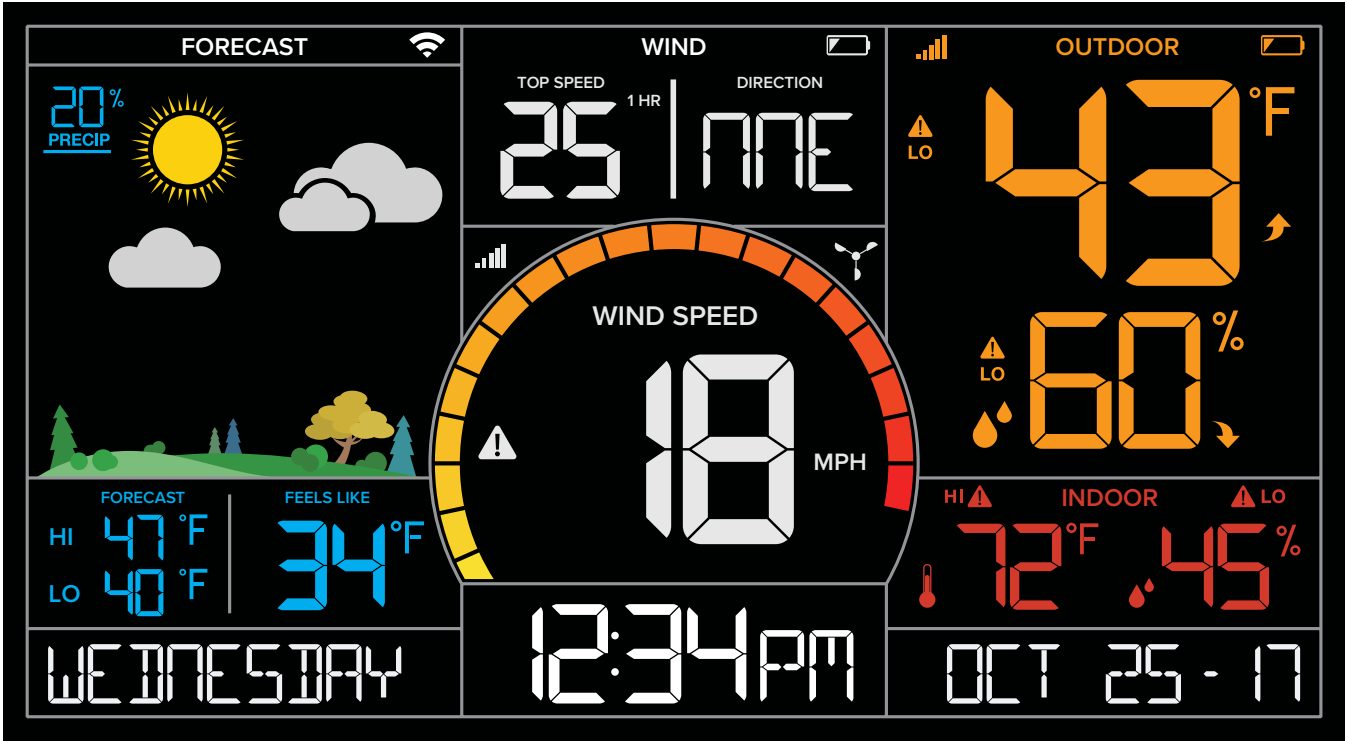 FORECAST
20%
PRECIP
WIND
TOP SPEED
25 1 HR
DIRECTION
NNE
OUTDOOR
43°F
LO
60%
LO
WIND SPEED
18
MPH
FORECAST
HI 47°F
LO 40°F
FEELS LIKE
34°F
HI INDOOR LO
72°F 45%
WEDNESDAY
12:34PM
OCT 25-17